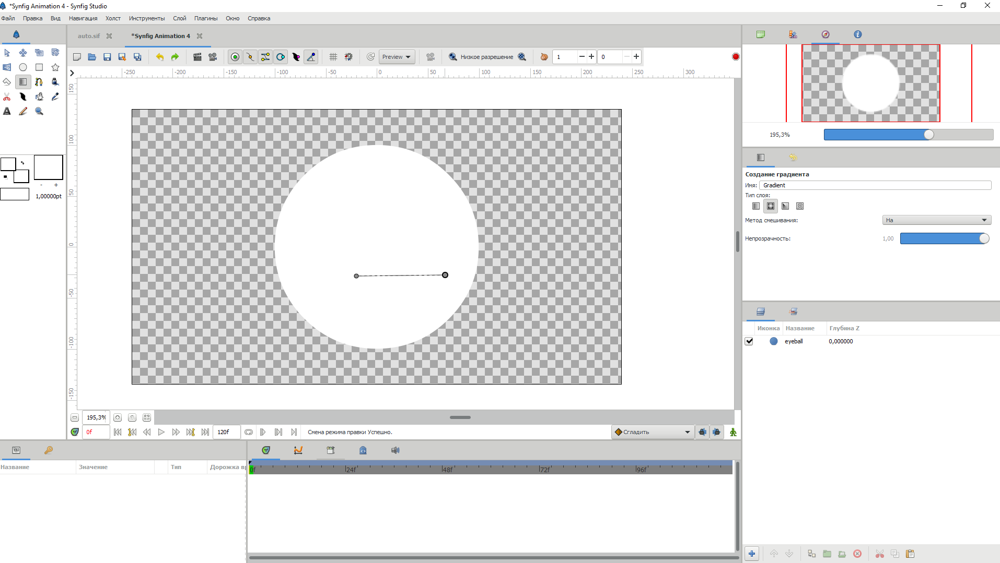 *Synfig Animation 4 - Synfig Studio
Файл Правка Вид Навигация Холст Инструменты Слой Плагины Окно Справка
auto.sif *Synfig Animation 4
Preview Низкое разрешение 1 0
-250 -200 -150 -100 -50 0 50 100 150 200 250 300
150
100
50
0
-50
-100
-150
- +
1,00000pt
195,3%
Создание градиента
Имя: Gradient
Тип слоя:
Метод смешивания: На
Непрозрачность: 1,00
Иконка Название Глубина Z
eyeball 0,000000
195,3%
0f 120f Смена режима правки Успешно. Сгладить
Название Значение Тип Дорожка вр
0f 24f 48f 72f 96f